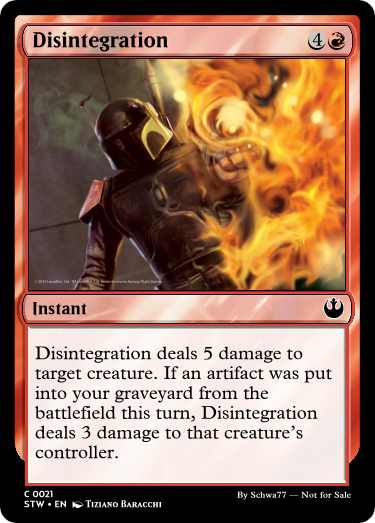 Disintegration 4
Instant
Disintegration deals 5 damage to
target creature. If an artifact was put
into your graveyard from the
battlefield this turn, Disintegration
deals 3 damage to that creature's
controller.
C 0021
STW • EN Tiziano Baracchi
By Schwa77 — Not for Sale